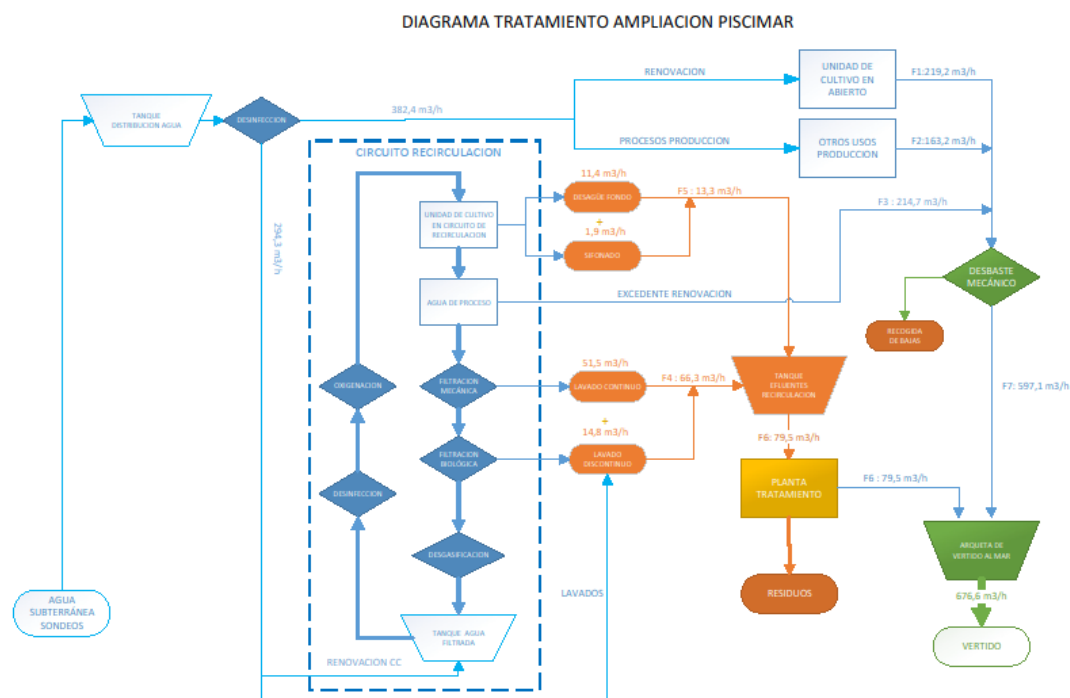 DIAGRAMA TRATAMIENTO AMPLIACION PISCIMAR
TANQUE
DISTRIBUCION AGUA
DESINFECCION
382,4 m3/h
RENOVACION
UNIDAD DE
CULTIVO EN
ABIERTO
F1:219,2 m3/h
PROCESOS PRODUCCION
OTROS USOS
PRODUCCION
F2:163,2 m3/h
CIRCUITO RECIRCULACION
294,3 m3/h
UNIDAD DE CULTIVO
EN CIRCUITO DE
RECIRCULACION
11,4 m3/h
DESAGÜE FONDO
+
1,9 m3/h
SIFONADO
F5 : 13,3 m3/h
F3 : 214,7 m3/h
AGUA DE PROCESO
EXCEDENTE RENOVACION
DESBASTE
MECÁNICO
RECOGIDA
DE BAJAS
OXIGENACION
FILTRACION
MECÁNICA
51,5 m3/h
LAVADO CONTINUO
F4 : 66,3 m3/h
TANQUE
EFLUENTES
RECIRCULACION
F7: 597,1 m3/h
+
14,8 m3/h
LAVADO
DISCONTINUO
FILTRACION
BIOLÓGICA
F6: 79,5 m3/h
DESINFECCION
PLANTA
TRATAMIENTO
F6 : 79,5 m3/h
DESGASIFICACION
ARQUETA DE
VERTIDO AL MAR
AGUA
SUBTERRÁNEA
SONDEOS
LAVADOS
RESIDUOS
676,6 m3/h
TANQUE AGUA
FILTRADA
VERTIDO
RENOVACION CC